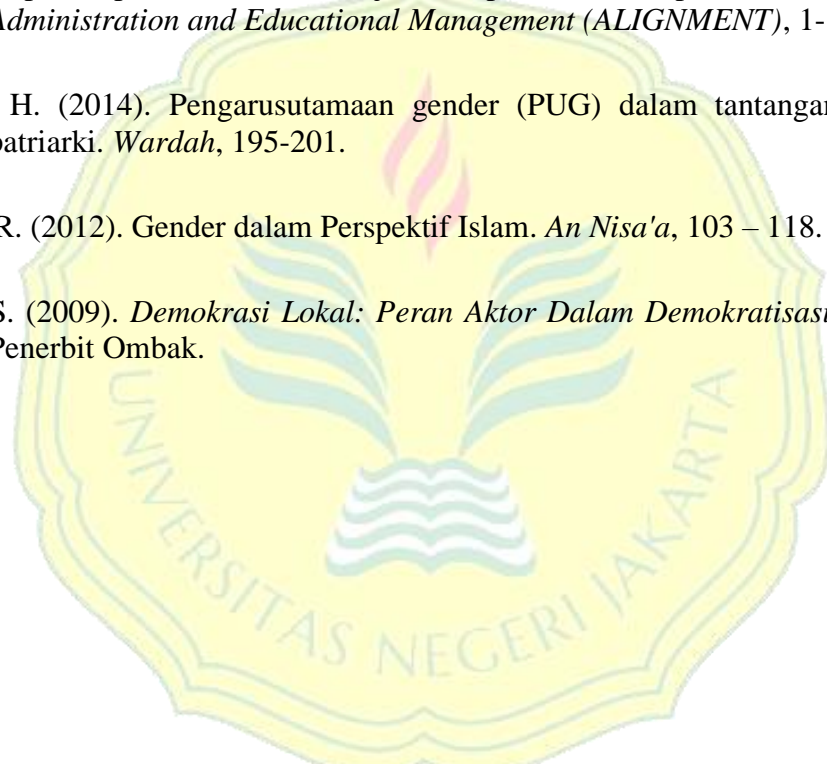 Administration and Educational Management (ALIGNMENT), 1-
H. (2014). Pengarusutamaan gender (PUG) dalam tantangan
patriarki. Wardah, 195-201.
R. (2012). Gender dalam Perspektif Islam. An Nisa'a, 103 – 118.
S. (2009). Demokrasi Lokal: Peran Aktor Dalam Demokratisasi
Penerbit Ombak.
UNIVERSITAS NEGERI JAKARTA